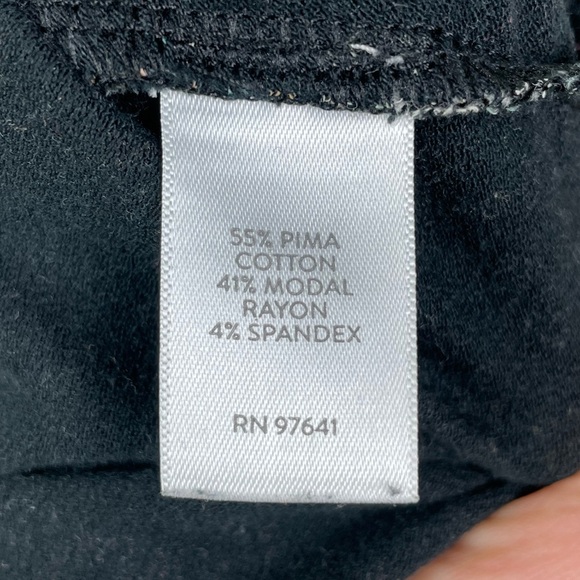 55% PIMA
COTTON
41% MODAL
RAYON
4% SPANDEX
RN 97641